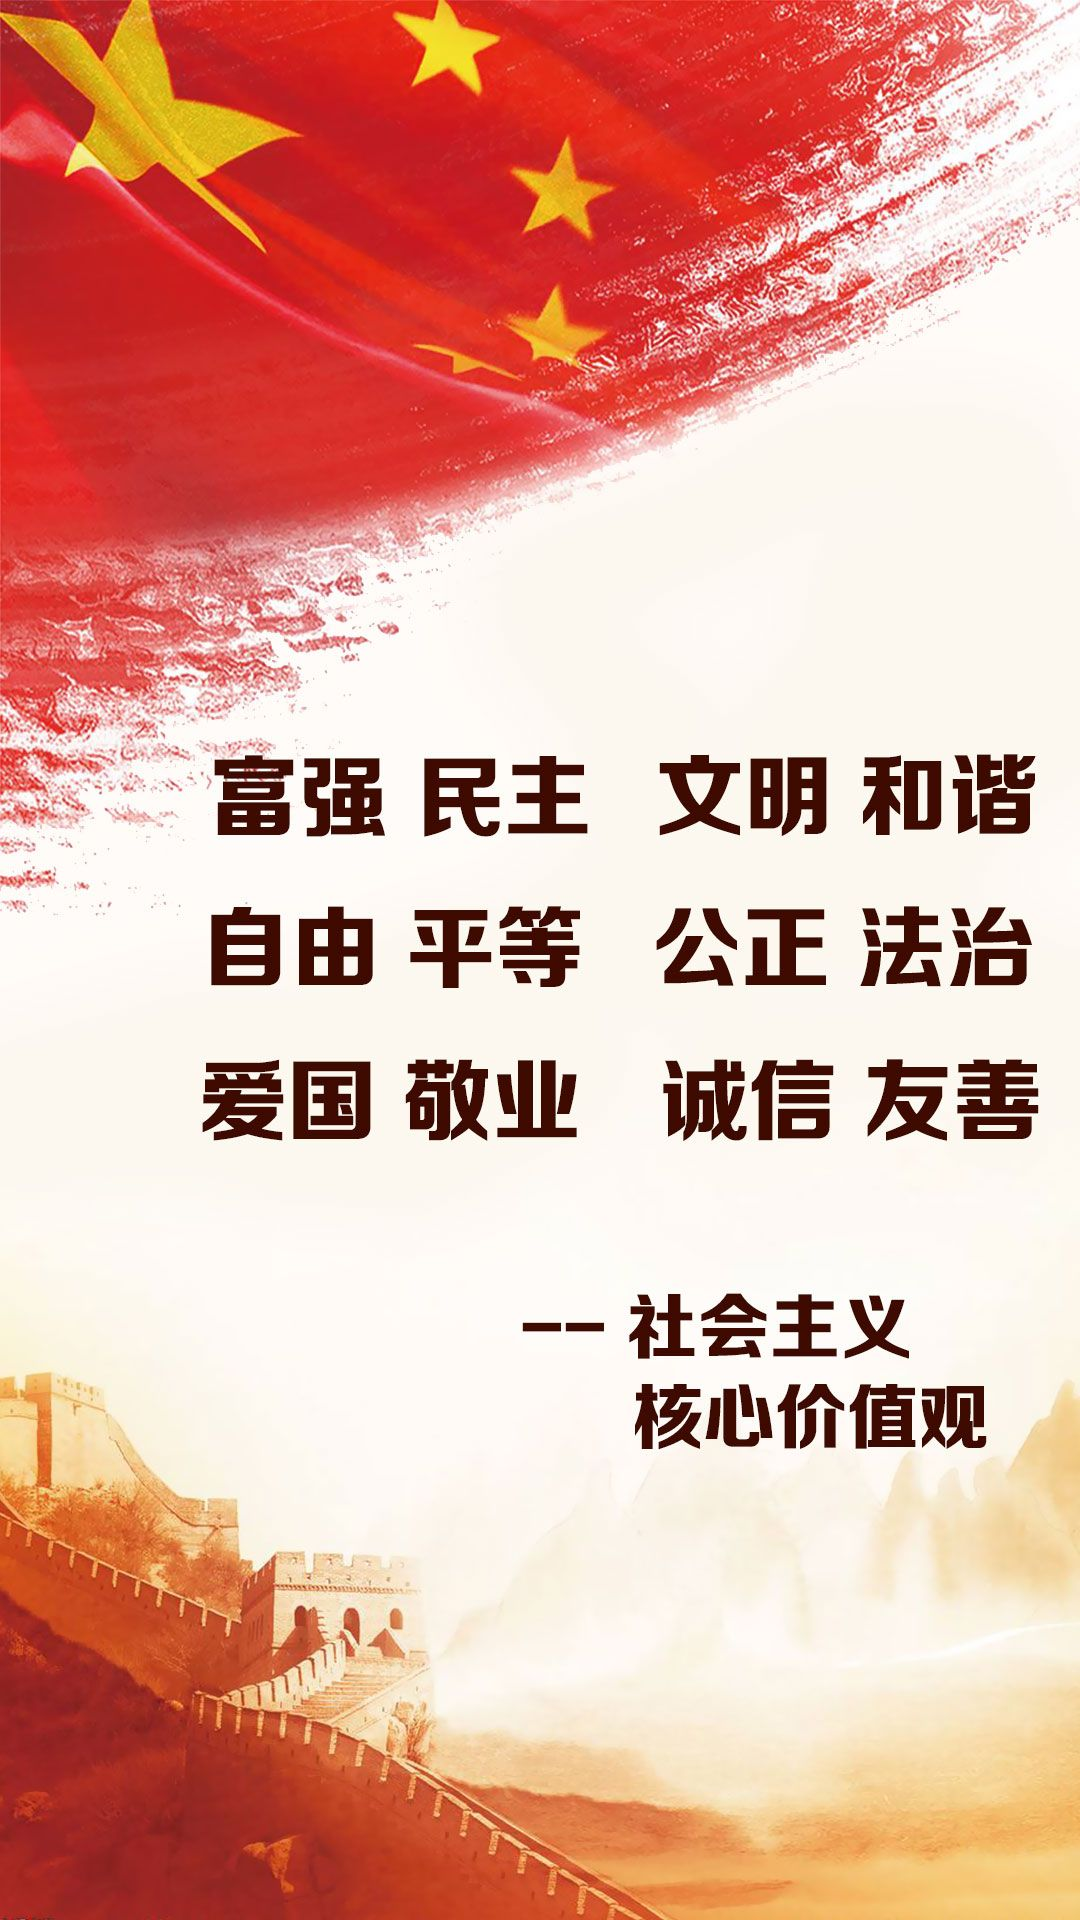 富强 民主 文明 和谐
自由 平等 公正 法治
爱国 敬业 诚信 友善
-- 社会主义
核心价值观